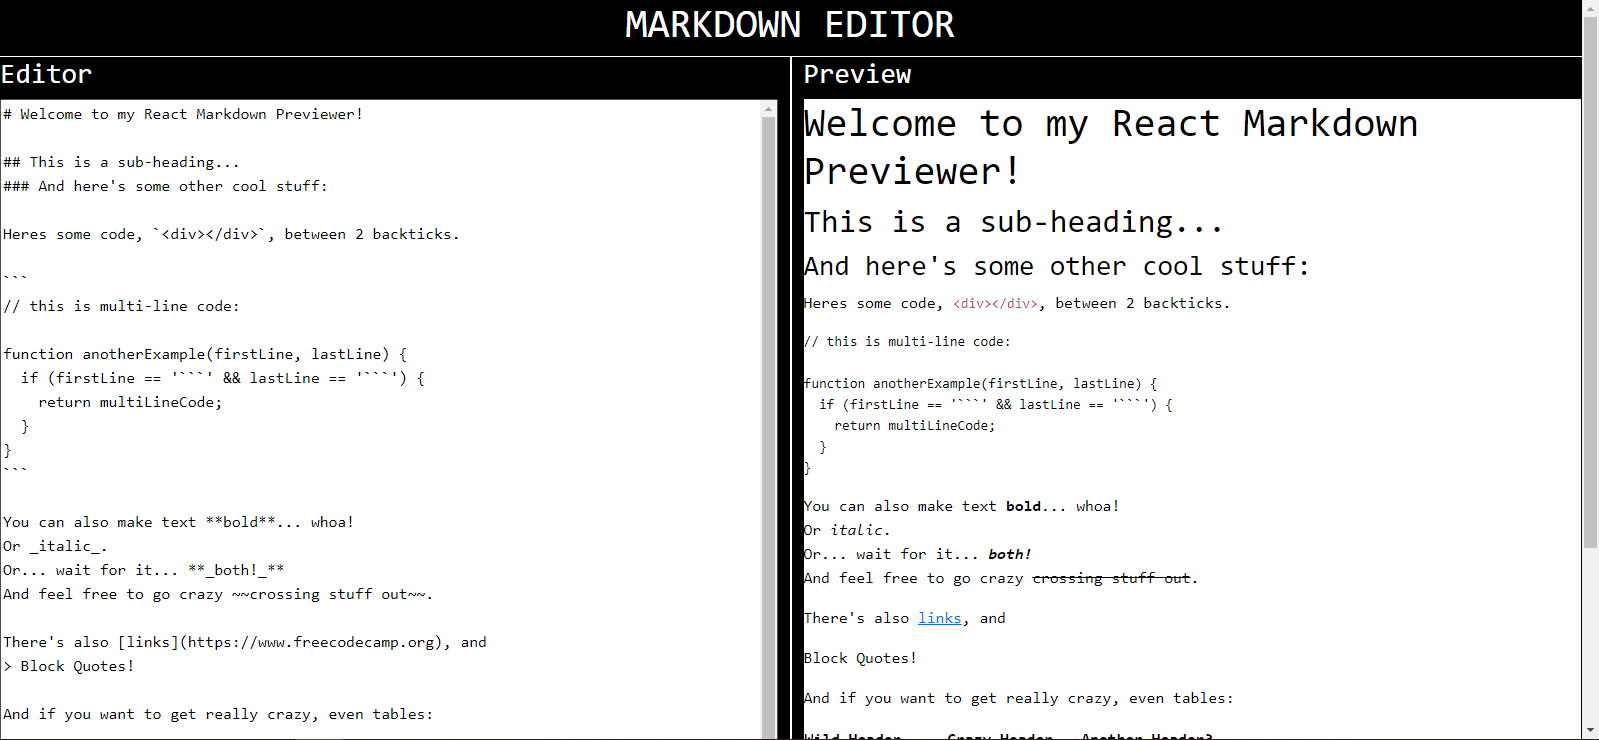 MARKDOWN EDITOR
Editor
# Welcome to my React Markdown Previewer!
## This is a sub-heading...
### And here's some other cool stuff:
Heres some code, `<div></div>`, between 2 backticks.
```
// this is multi-line code:
function anotherExample(firstLine, lastLine) {
  if (firstLine == '```' && lastLine == '```') {
    return multiLineCode;
  }
}
```
You can also make text **bold**... whoa!
Or _italic_.
Or... wait for it... **_both!_**
And feel free to go crazy ~~crossing stuff out~~.
There's also [links](https://www.freecodecamp.org), and
> Block Quotes!
And if you want to get really crazy, even tables:
Preview
Welcome to my React Markdown
Previewer!
This is a sub-heading...
And here's some other cool stuff:
Heres some code, <div></div>, between 2 backticks.
// this is multi-line code:
function anotherExample(firstLine, lastLine) {
  if (firstLine == '```' && lastLine == '```') {
    return multiLineCode;
  }
}
You can also make text bold... whoa!
Or italic.
Or... wait for it... both!
And feel free to go crazy crossing stuff out.
There's also links, and
Block Quotes!
And if you want to get really crazy, even tables:
Wild Header Crazy Header Another Header?